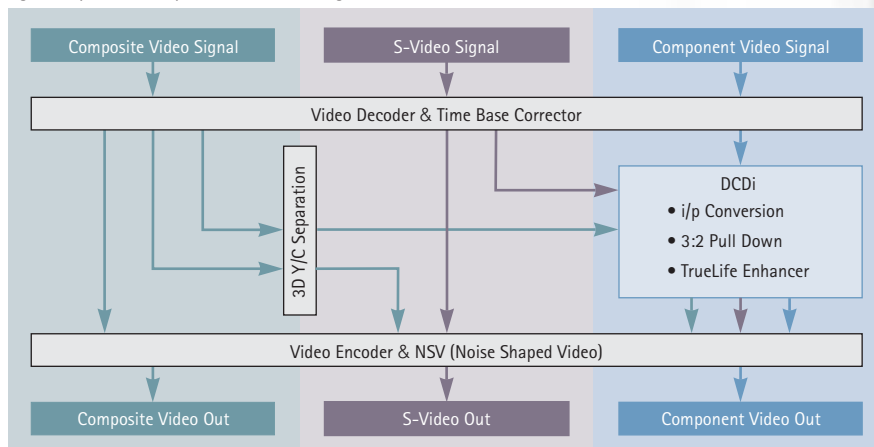 Composite Video Signal
S-Video Signal
Component Video Signal
Video Decoder & Time Base Corrector
3D Y/C Separation
DCDi
• i/p Conversion
• 3:2 Pull Down
• TrueLife Enhancer
Video Encoder & NSV (Noise Shaped Video)
Composite Video Out
S-Video Out
Component Video Out